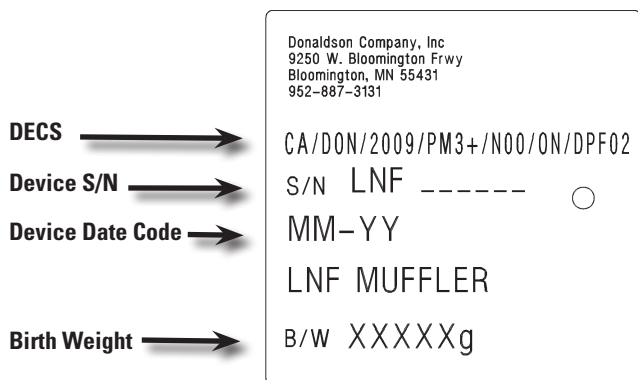 Donaldson Company, Inc
9250 W. Bloomington Frwy
Bloomington, MN 55431
952-887-3131
DECS
CA/DON/2009/PM3+/N00/ON/DPF02
Device S/N
S/N LNF ______
Device Date Code
MM-YY
LNF MUFFLER
Birth Weight
B/W XXXXXg